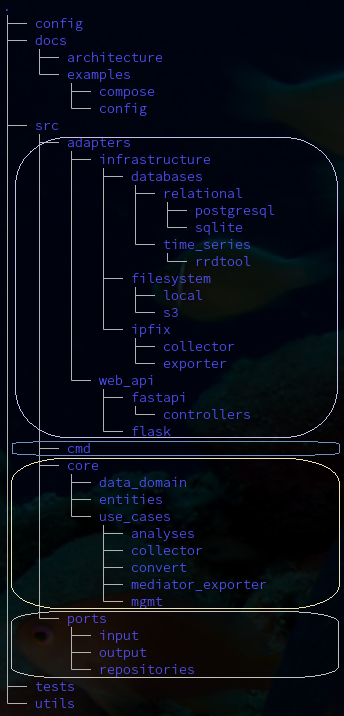 .
config
docs
architecture
examples
compose
config
src
adapters
infrastructure
databases
relational
postgresql
sqlite
time_series
rrdtool
filesystem
local
s3
ipfix
collector
exporter
web_api
fastapi
controllers
flask
cmd
core
data_domain
entities
use_cases
analyses
collector
convert
mediator_exporter
mgmt
ports
input
output
repositories
tests
utils